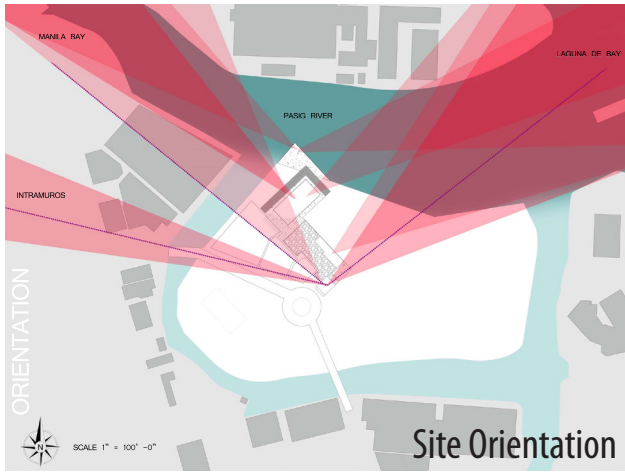 MANILA BAY
LAGUNA DE BAY
PASIG RIVER
INTRAMUROS
ORIENTATION
N
SCALE 1" = 100' -0"
Site Orientation